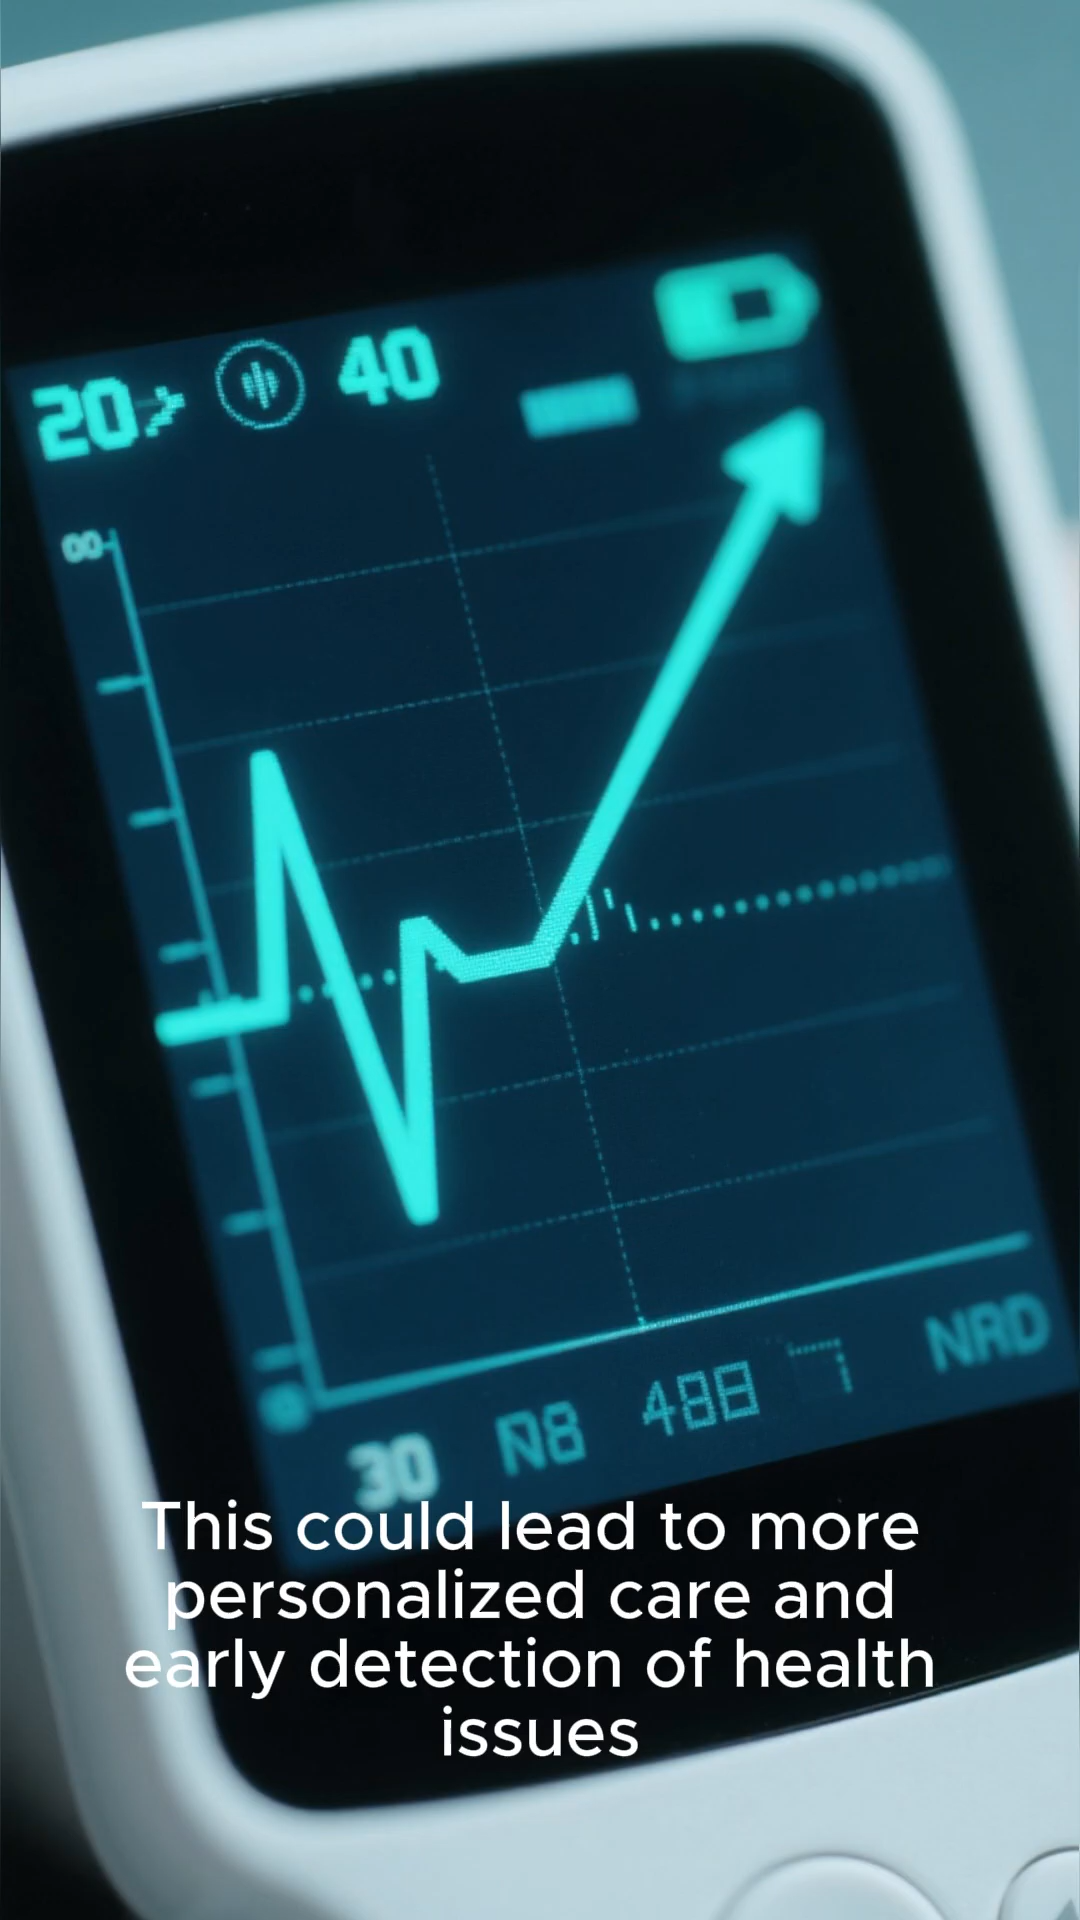 20 40
00
30 N8 488 NRD
This could lead to more
personalized care and
early detection of health
issues